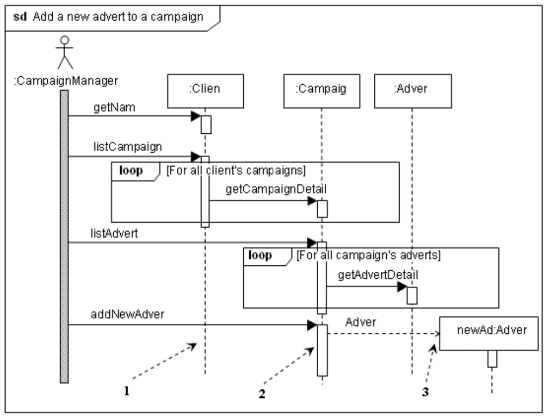 sd Add a new advert to a campaign
:CampaignManager
:Clien
:Campaig
:Adver
getNam
listCampaign
loop [For all client's campaigns]
getCampaignDetail
listAdvert
loop [For all campaign's adverts]
getAdvertDetail
addNewAdver
Adver
newAd:Adver
1
2
3